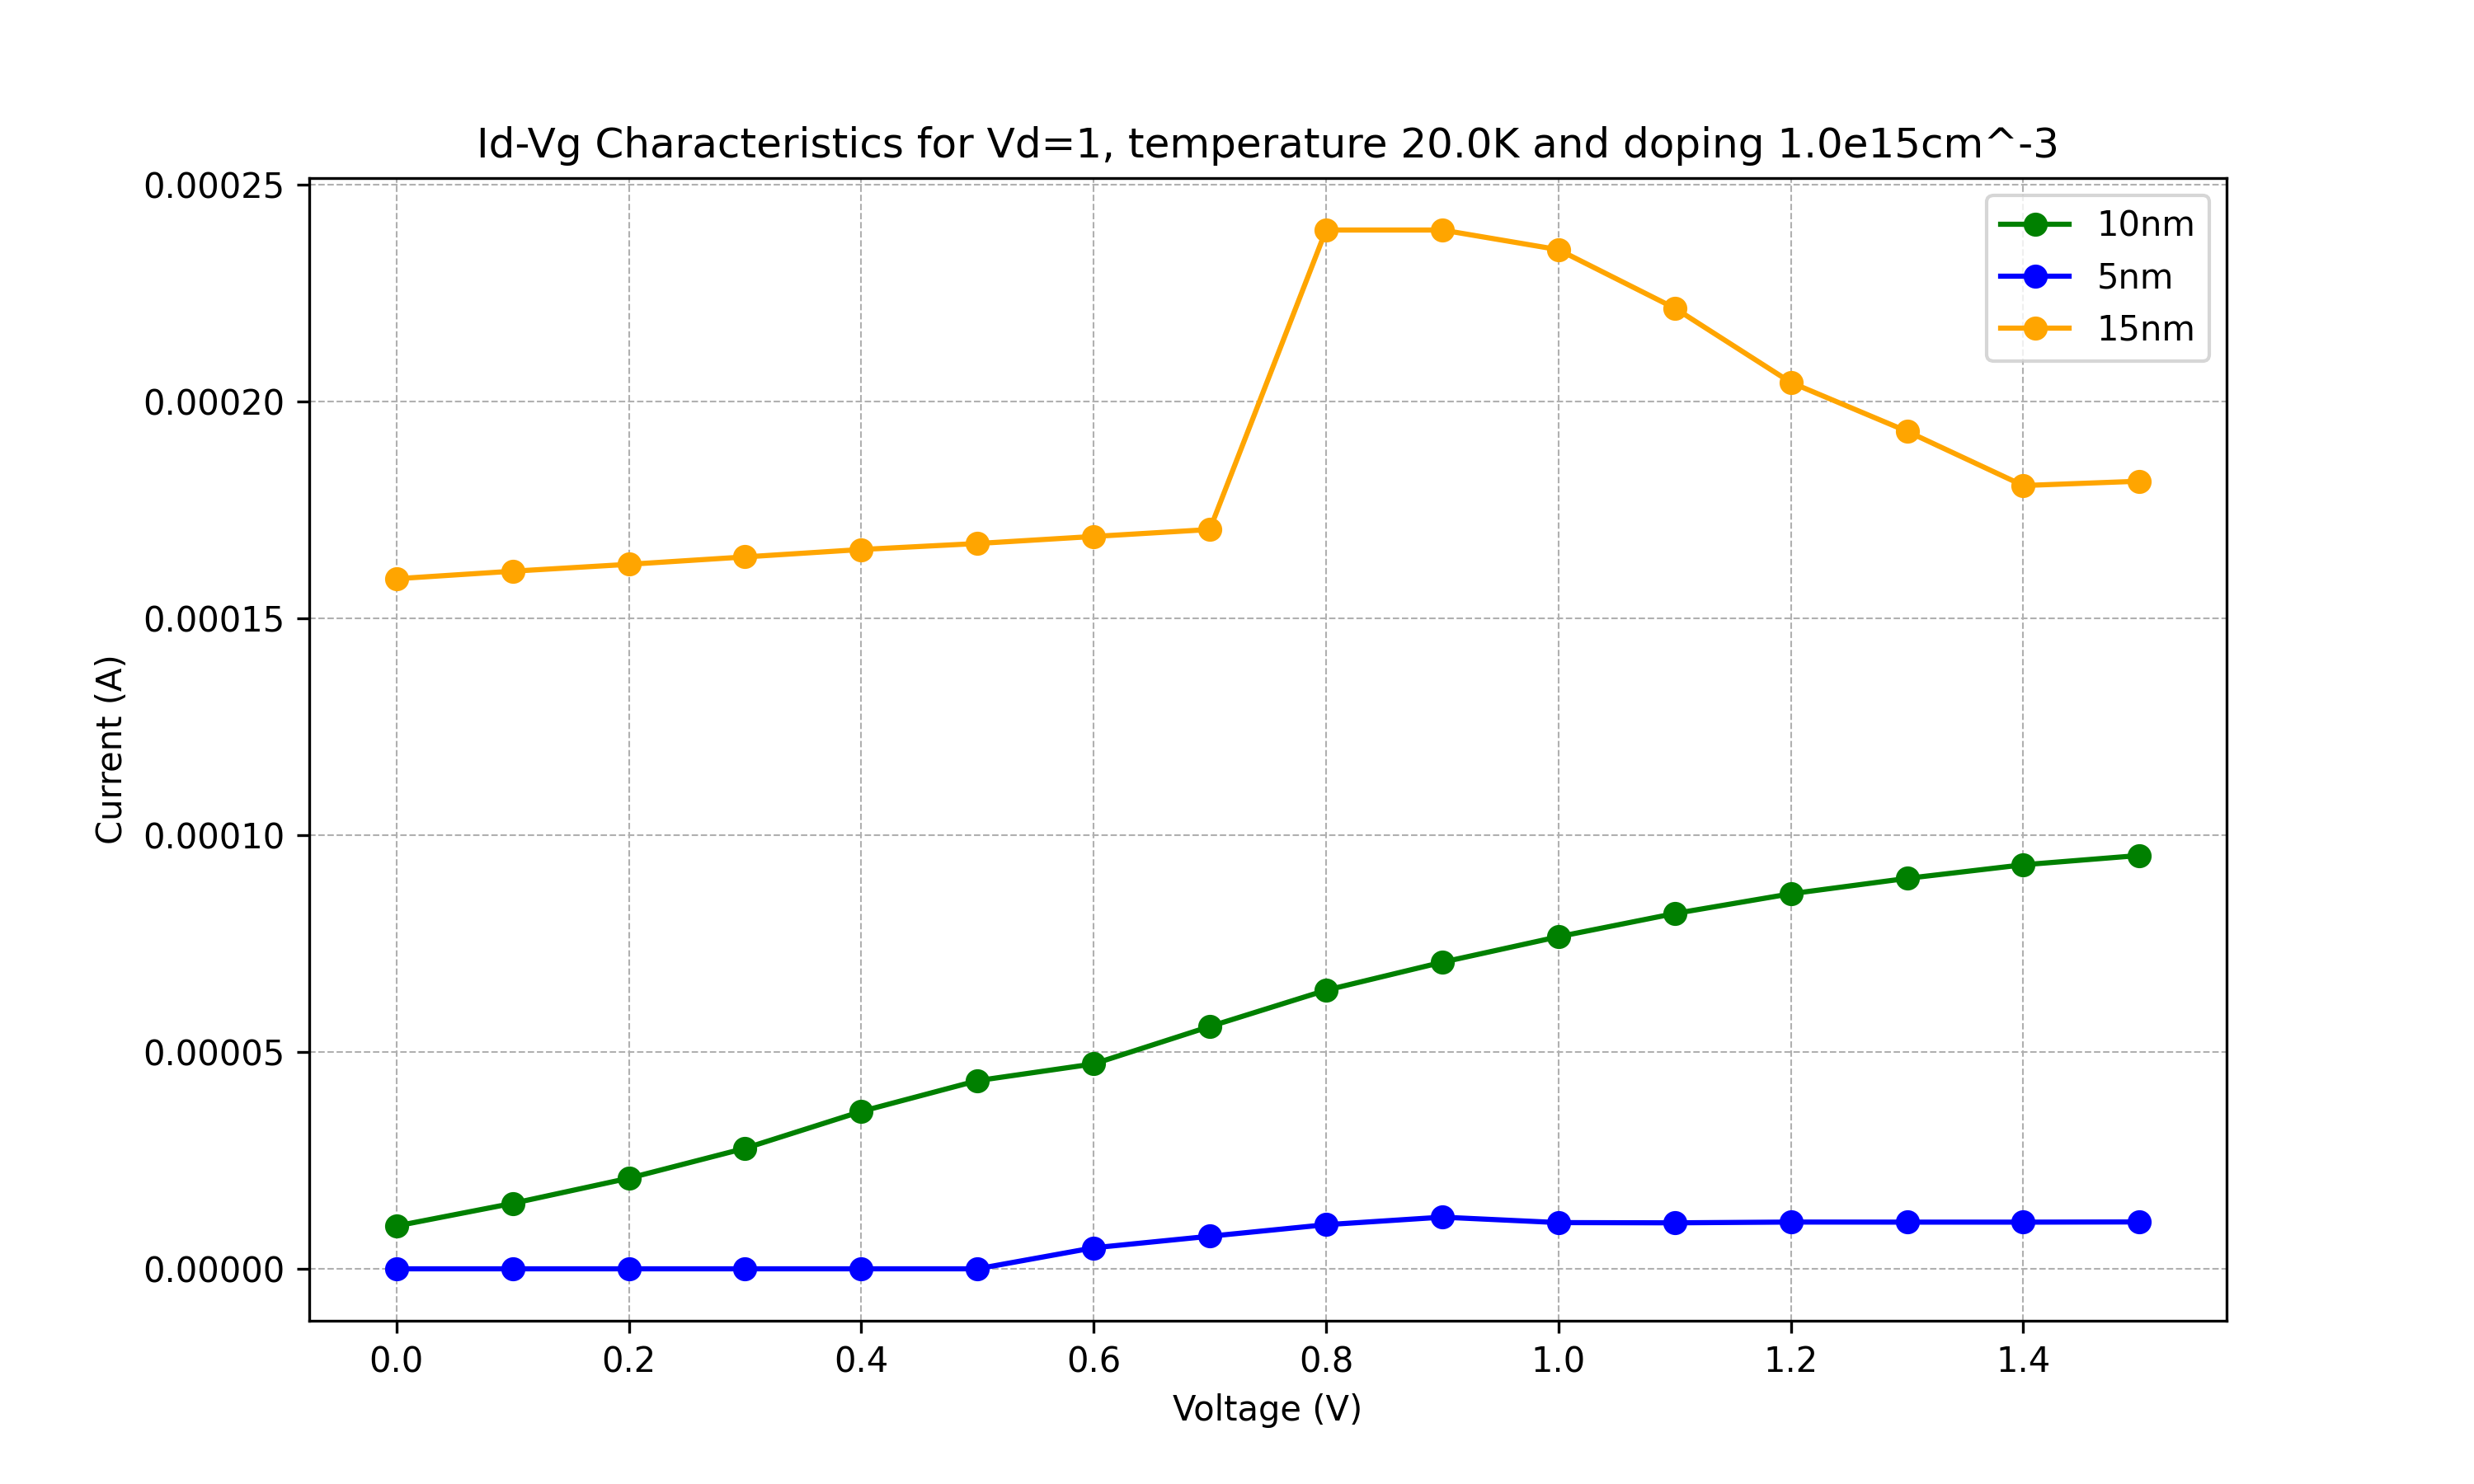 Id-Vg Characteristics for Vd=1, temperature 20.0K and doping 1.0e15cm^-3
0.00025
0.00020
0.00015
0.00010
0.00005
0.00000
Current (A)
10nm
5nm
15nm
0.0 0.2 0.4 0.6 0.8 1.0 1.2 1.4
Voltage (V)